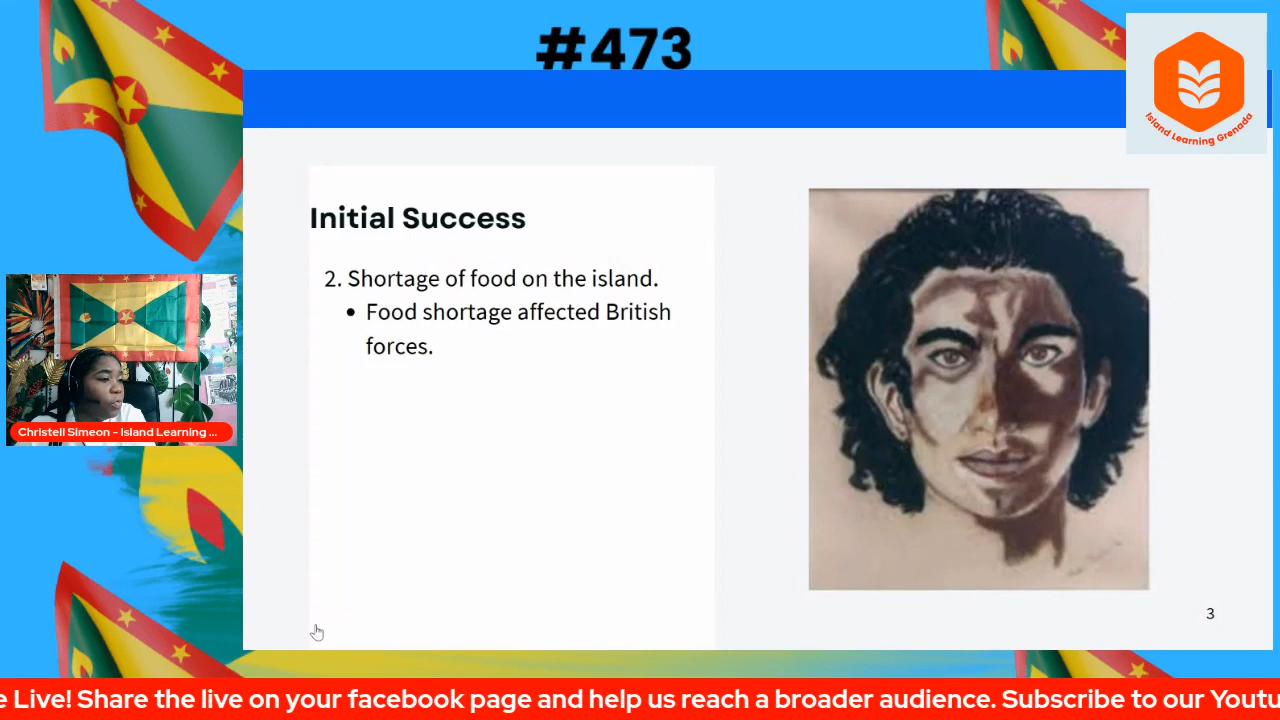 #473
Island Learning Grenada
Initial Success
2. Shortage of food on the island.
• Food shortage affected British
forces.
Christell Simeon - Island Learning ...
3
e Live! Share the live on your facebook page and help us reach a broader audience. Subscribe to our Youtu